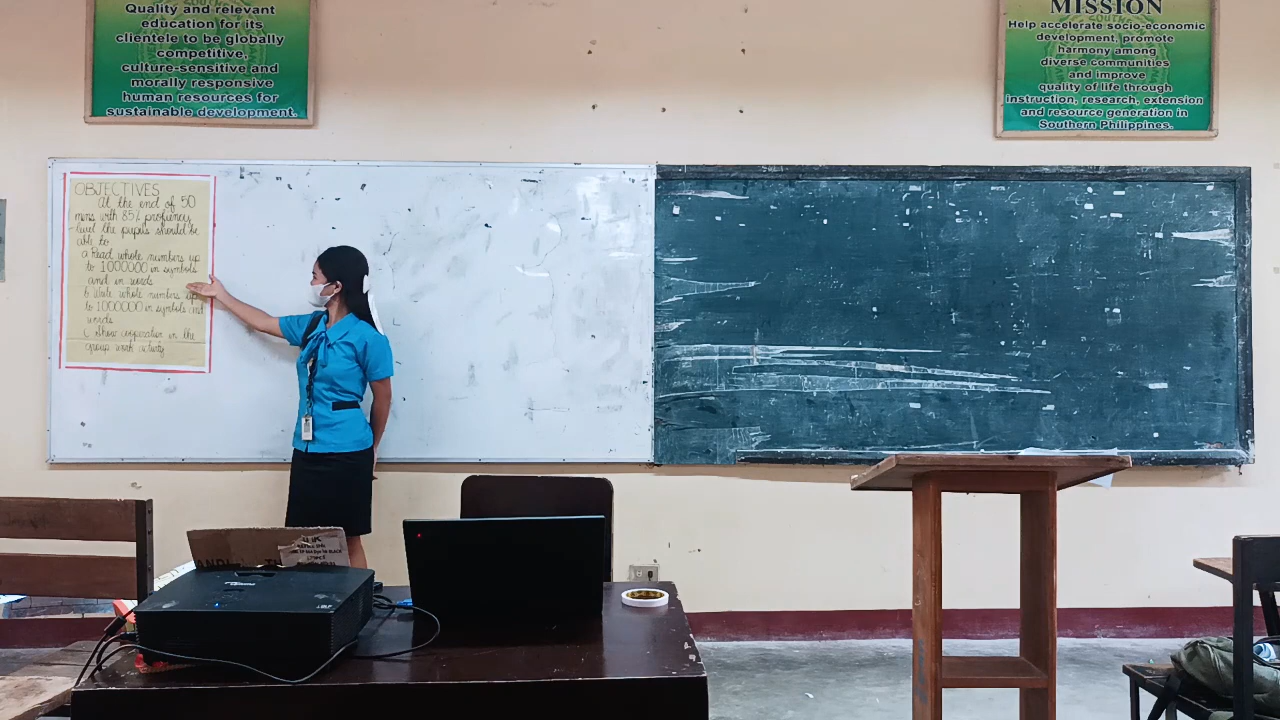 Quality and relevant
education for its
clientele to be globally
competitive,
culture-sensitive and
morally responsive
human resources for
sustainable development.
MISSION
Help accelerate socio-economic
development, promote
harmony among
diverse communities
and improve
quality of life through
instruction, research, extension
and resource generation in
Southern Philippines.
OBJECTIVES
At the end of 50
mins with 85%
level the pupils should be
able to
a Read whole numbers up
to 1000000 in symbols
and in words
b. Write whole numbers up
to 1000000 in symbols and
words
c. Show cooperation in the
group work activity